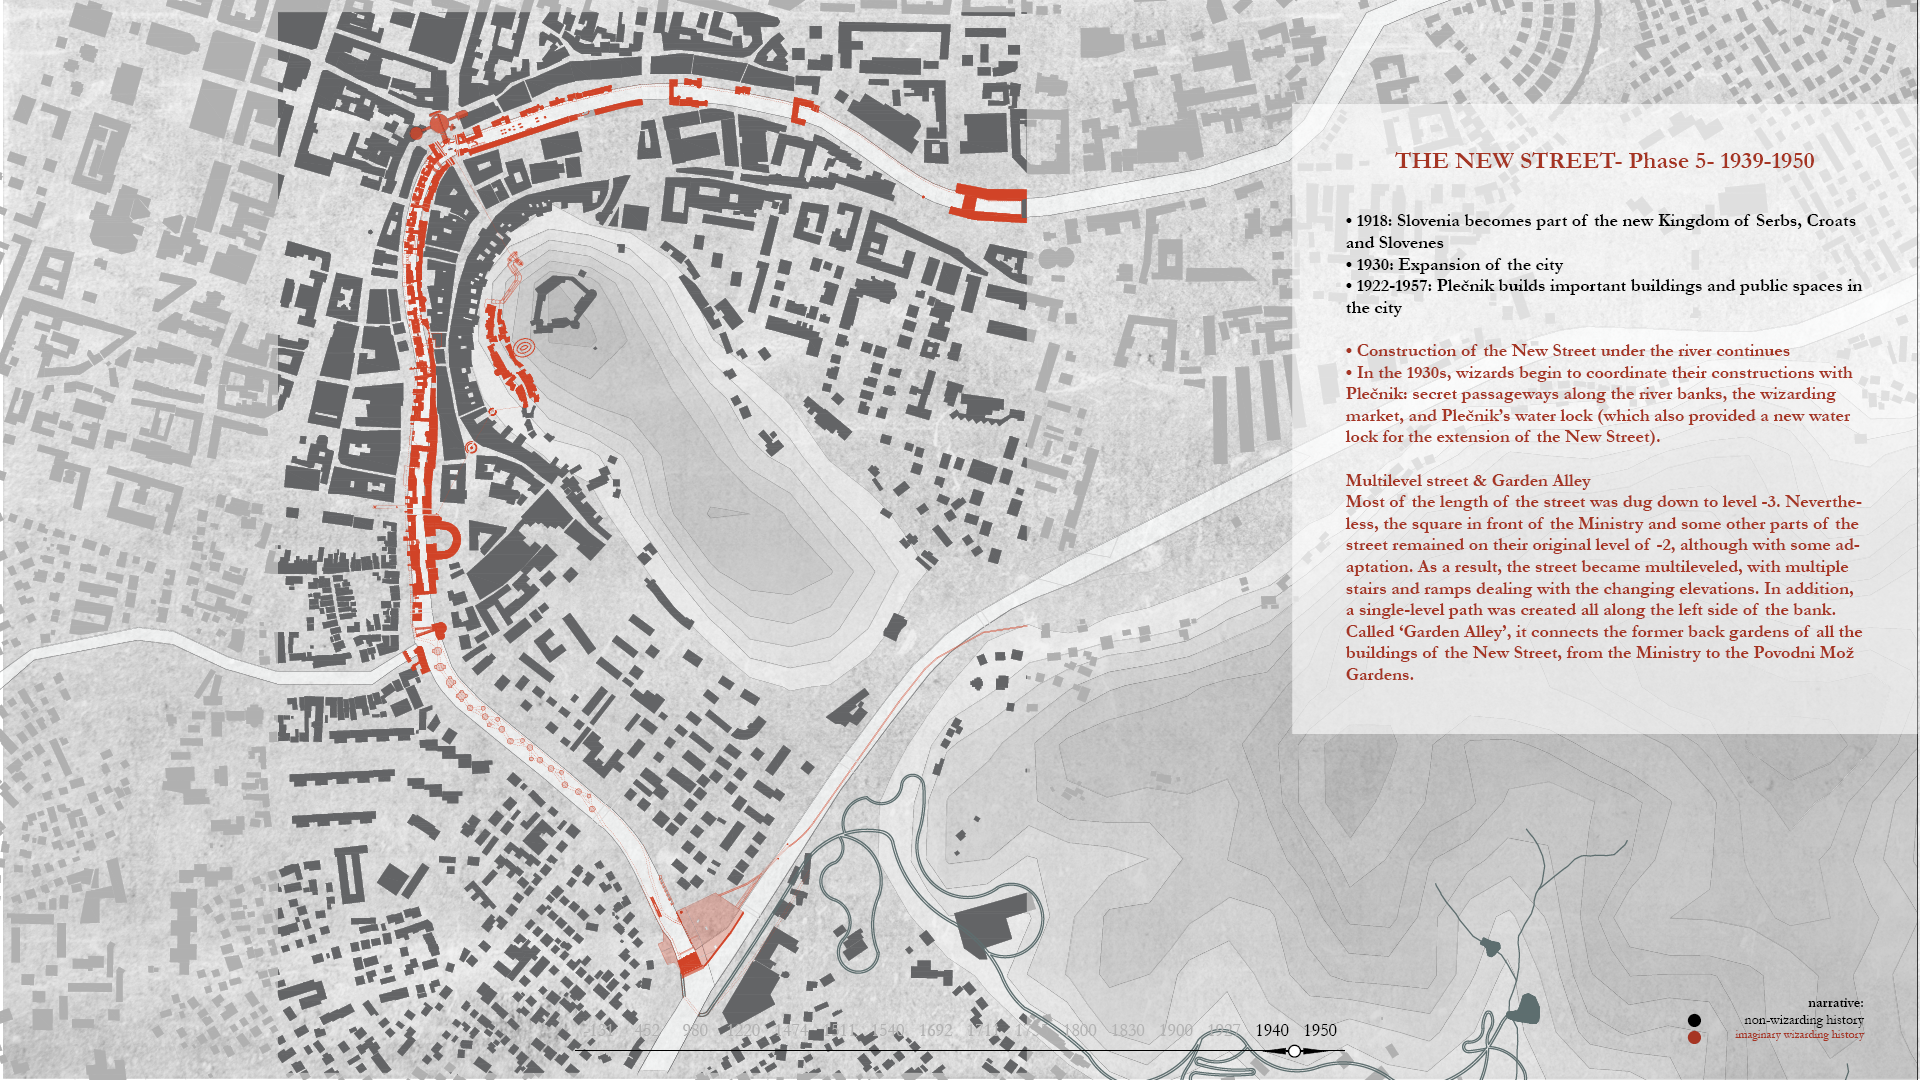 THE NEW STREET- Phase 5- 1939-1950
• 1918: Slovenia becomes part of the new Kingdom of Serbs, Croats
and Slovenes
• 1930: Expansion of the city
• 1922-1957: Plečnik builds important buildings and public spaces in
the city
• Construction of the New Street under the river continues
• In the 1930s, wizards begin to coordinate their constructions with
Plečnik: secret passageways along the river banks, the wizarding
market, and Plečnik's water lock (which also provided a new water
lock for the extension of the New Street).
Multilevel street & Garden Alley
Most of the length of the street was dug down to level -3. Neverthe-
less, the square in front of the Ministry and some other parts of the
street remained on their original level of -2, although with some ad-
aptation. As a result, the street became multileveled, with multiple
stairs and ramps dealing with the changing elevations. In addition,
a single-level path was created all along the left side of the bank.
Called ‘Garden Alley’, it connects the former back gardens of all the
buildings of the New Street, from the Ministry to the Povodni Mož
Gardens.
narrative:
non-wizarding history
imaginary wizarding history
452 980 1220 1474 1511 1540 1692 1800 1830 1900 1927 1940 1950